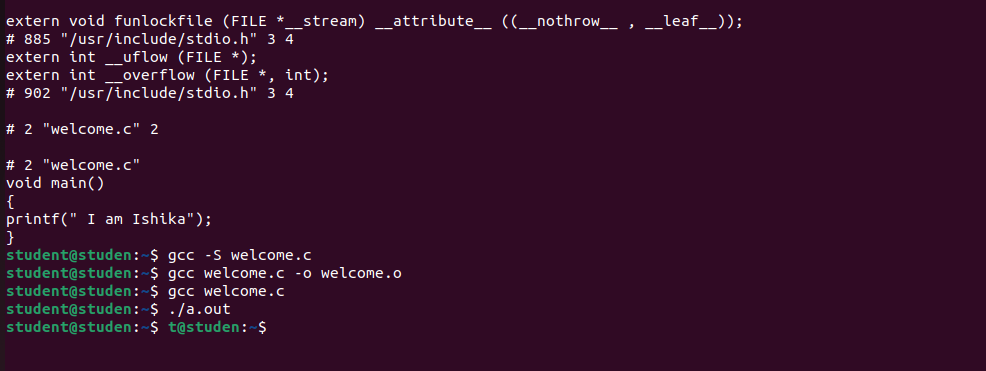 extern void funlockfile (FILE *__stream) __attribute__ ((__nothrow__ , __leaf__));
# 885 "/usr/include/stdio.h" 3 4
extern int __uflow (FILE *);
extern int __overflow (FILE *, int);
# 902 "/usr/include/stdio.h" 3 4
# 2 "welcome.c" 2
# 2 "welcome.c"
void main()
{
printf(" I am Ishika");
}
student@studen:~$ gcc -S welcome.c
student@studen:~$ gcc welcome.c -o welcome.o
student@studen:~$ gcc welcome.c
student@studen:~$ ./a.out
student@studen:~$ t@studen:~$